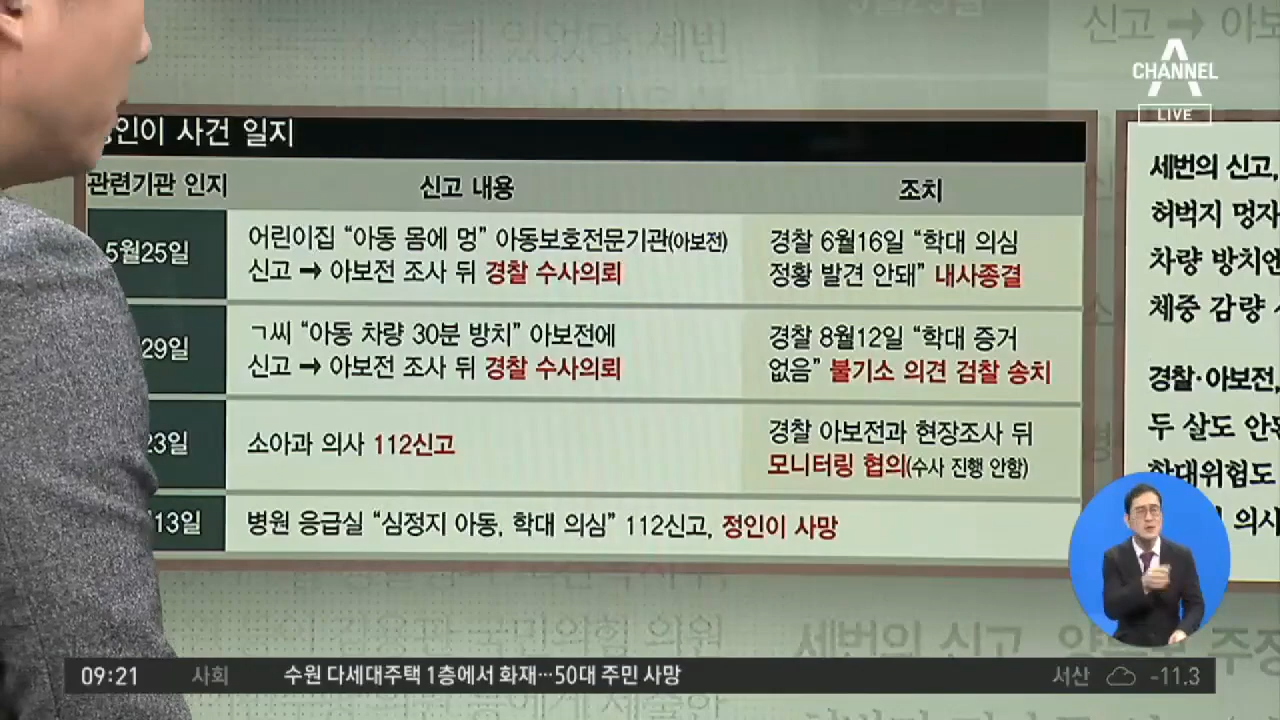 신고 → 아보
CHANNEL A
LIVE
사건 일지
관련기관 인지
신고 내용
조치
5월25일
어린이집 “아동 몸에 멍” 아동보호전문기관(아보전)
신고 → 아보전 조사 뒤 경찰 수사의뢰
경찰 6월16일 “학대 의심
정황 발견 안돼” 내사종결
29일
ㄱ씨 “아동 차량 30분 방치” 아보전에
신고 → 아보전 조사 뒤 경찰 수사의뢰
경찰 8월12일 “학대 증거
없음” 불기소 의견 검찰 송치
23일
소아과 의사 112신고
경찰 아보전과 현장조사 뒤
모니터링 협의(수사 진행 안함)
13일
병원 응급실 “심정지 아동, 학대 의심” 112신고, 정인이 사망
세번의 신고,
허벅지 멍자
차량 방치엔
체중 감량
경찰·아보전,
두 살도 안
학대위험도
의사
세번의 신고
09:21
사회
수원 다세대주택 1층에서 화재…50대 주민 사망
서산
-11.3